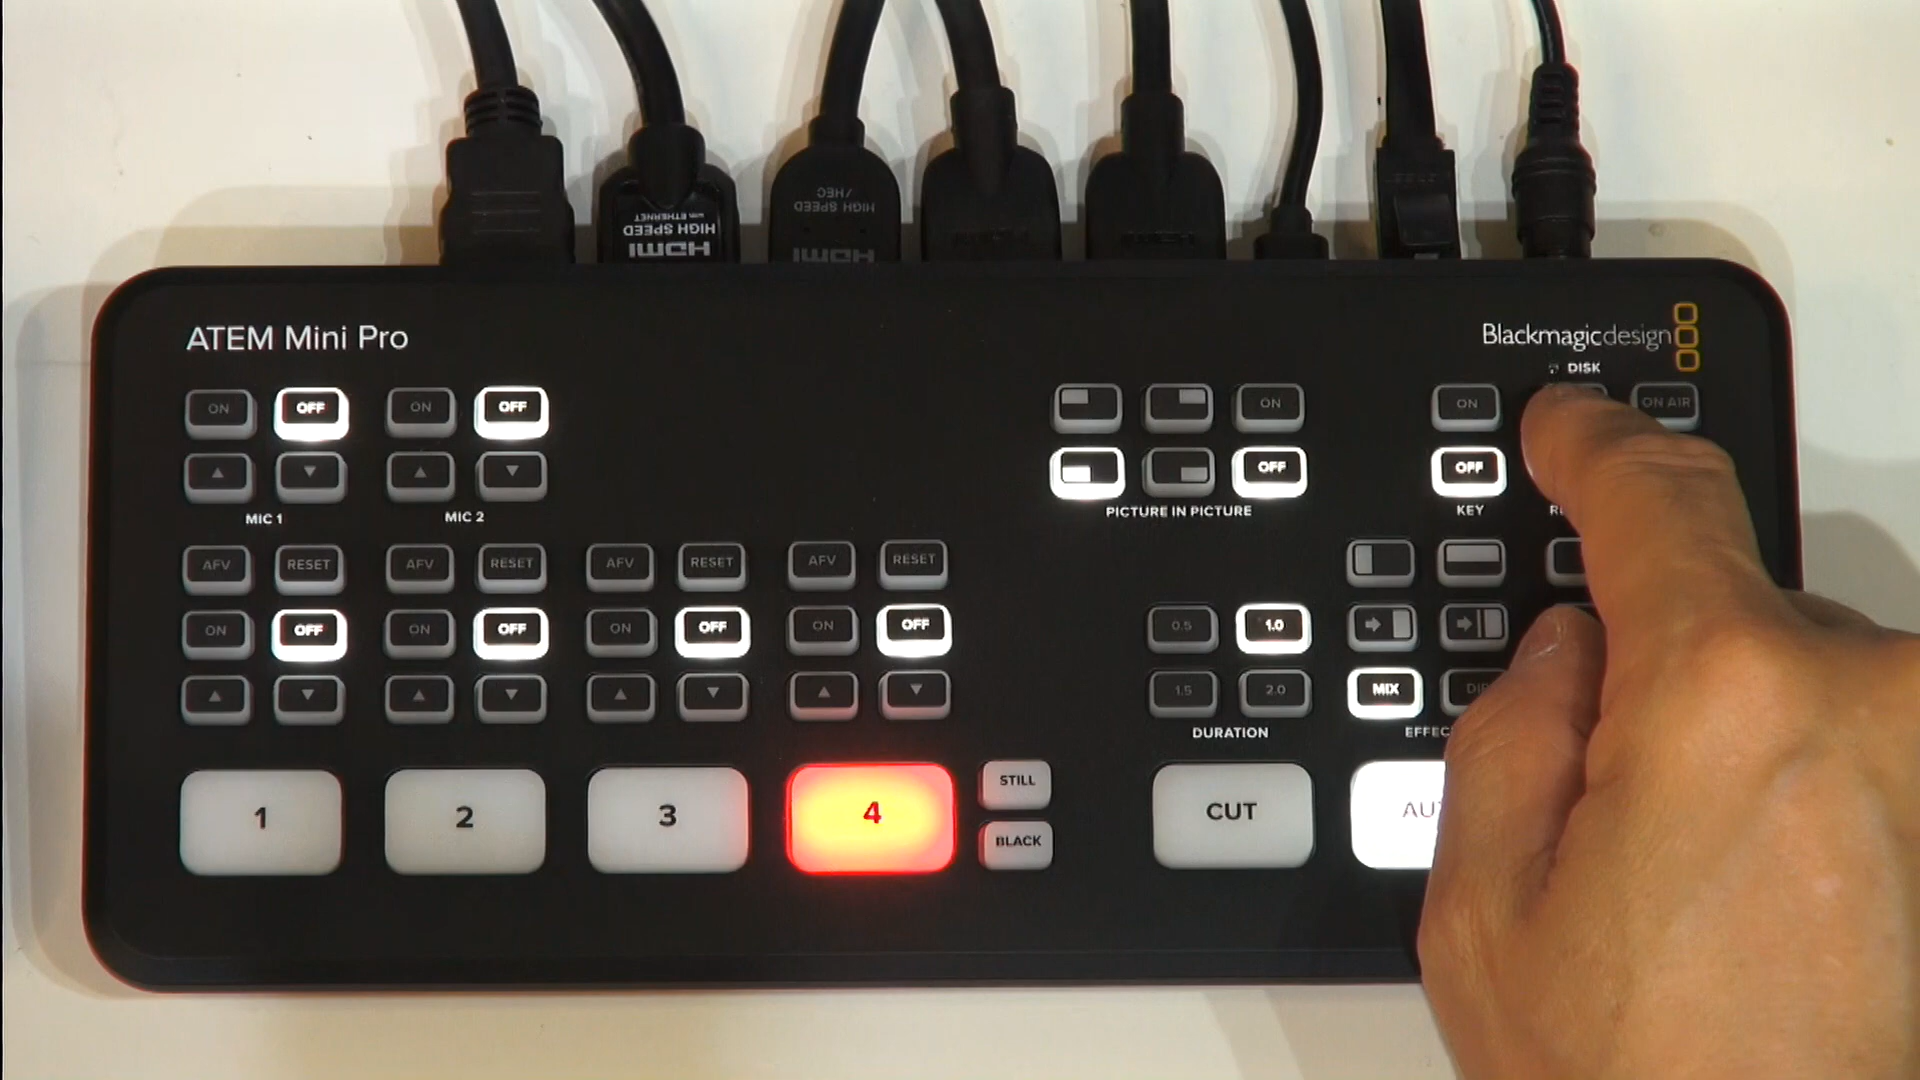 HIGH SPEED
with ETHERNET
HDMI
HIGH SPEED
/HEC
HDMI
ATEM Mini Pro
Blackmagicdesign
DISK
ON OFF ON OFF
ON
ON
ON AIR
OFF
OFF
MIC 1
MIC 2
PICTURE IN PICTURE
KEY
AFV RESET AFV RESET AFV RESET AFV RESET
ON OFF ON OFF ON OFF ON OFF
0.5 1.0
1.5 2.0
MIX
DURATION
1 2 3 4
STILL
BLACK
CUT